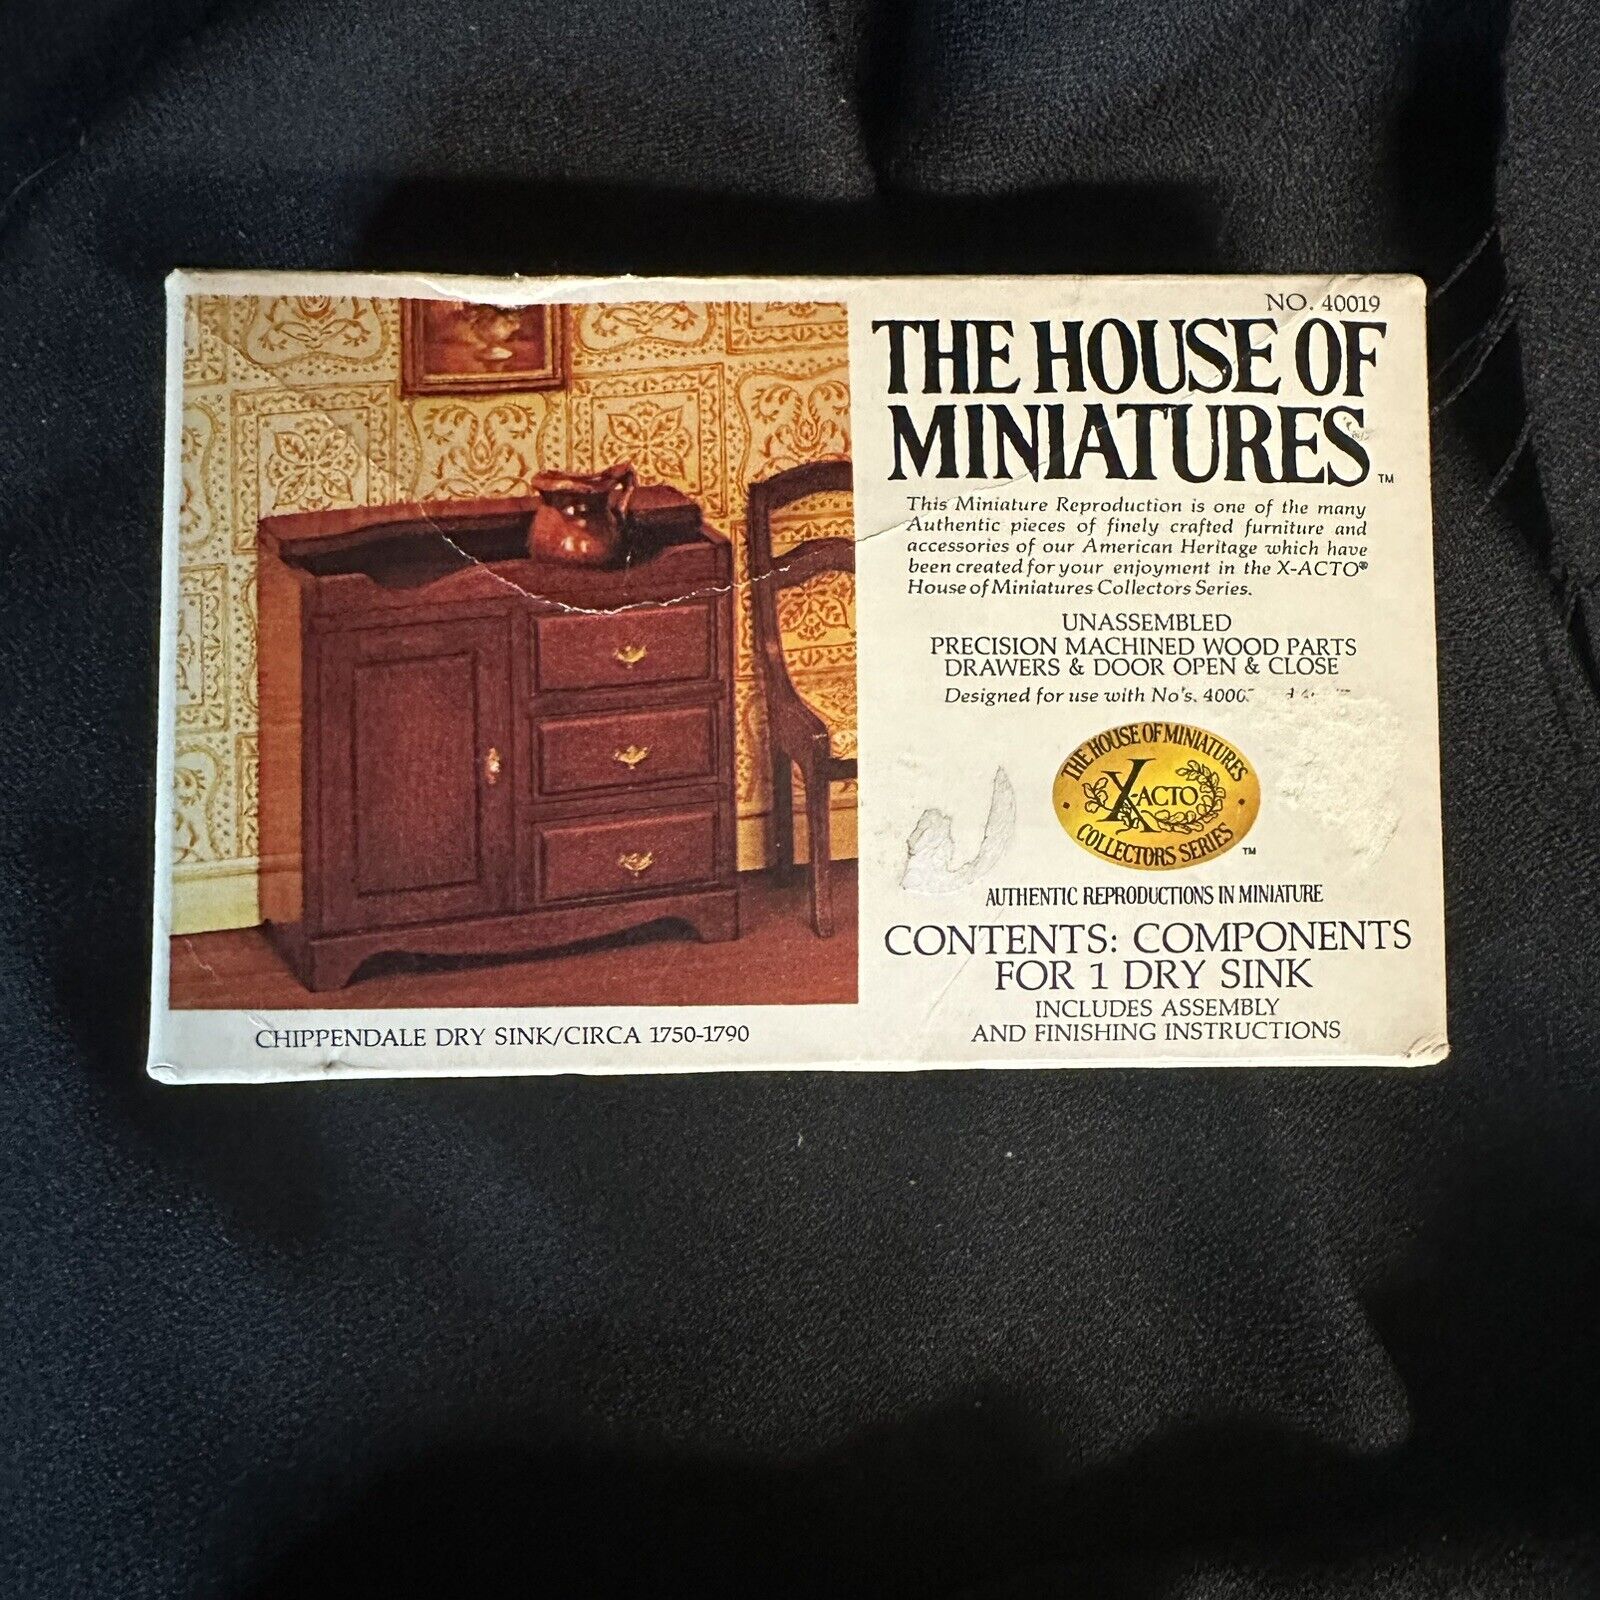 NO. 40019
THE HOUSE OF
MINIATURES™
This Miniature Reproduction is one of the many
Authentic pieces of finely crafted furniture and
accessories of our American Heritage which have
been created for your enjoyment in the X-ACTO®
House of Miniatures Collectors Series.
UNASSEMBLED
PRECISION MACHINED WOOD PARTS
DRAWERS & DOOR OPEN & CLOSE
Designed for use with No's.
THE HOUSE OF MINIATURES
X-ACTO
COLLECTORS SERIES
™
AUTHENTIC REPRODUCTIONS IN MINIATURE
CONTENTS: COMPONENTS
FOR 1 DRY SINK
INCLUDES ASSEMBLY
AND FINISHING INSTRUCTIONS
CHIPPENDALE DRY SINK/CIRCA 1750-1790